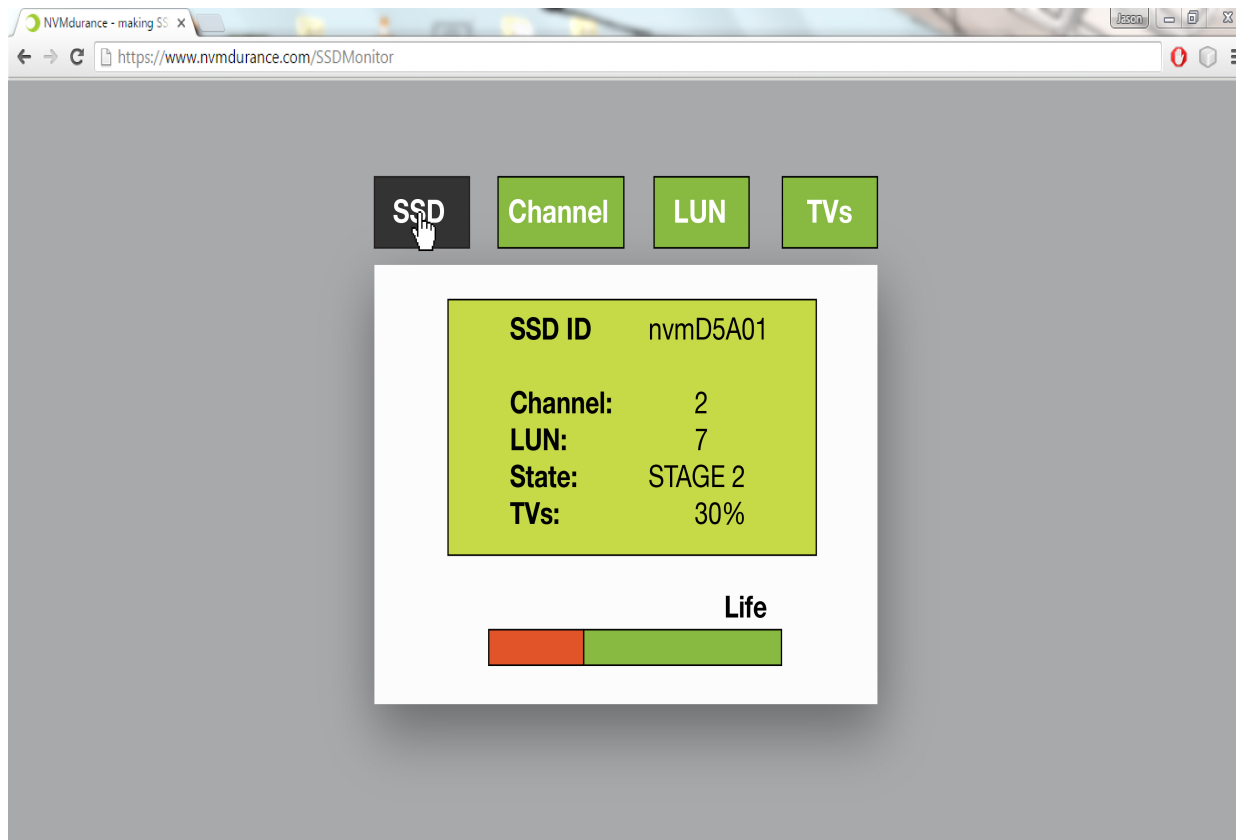 NVMdurance - making SS
Jason
https://www.nvmdurance.com/SSDMonitor
SSD Channel LUN TVs
SSD ID nvmD5A01
Channel: 2
LUN: 7
State: STAGE 2
TVs: 30%
Life